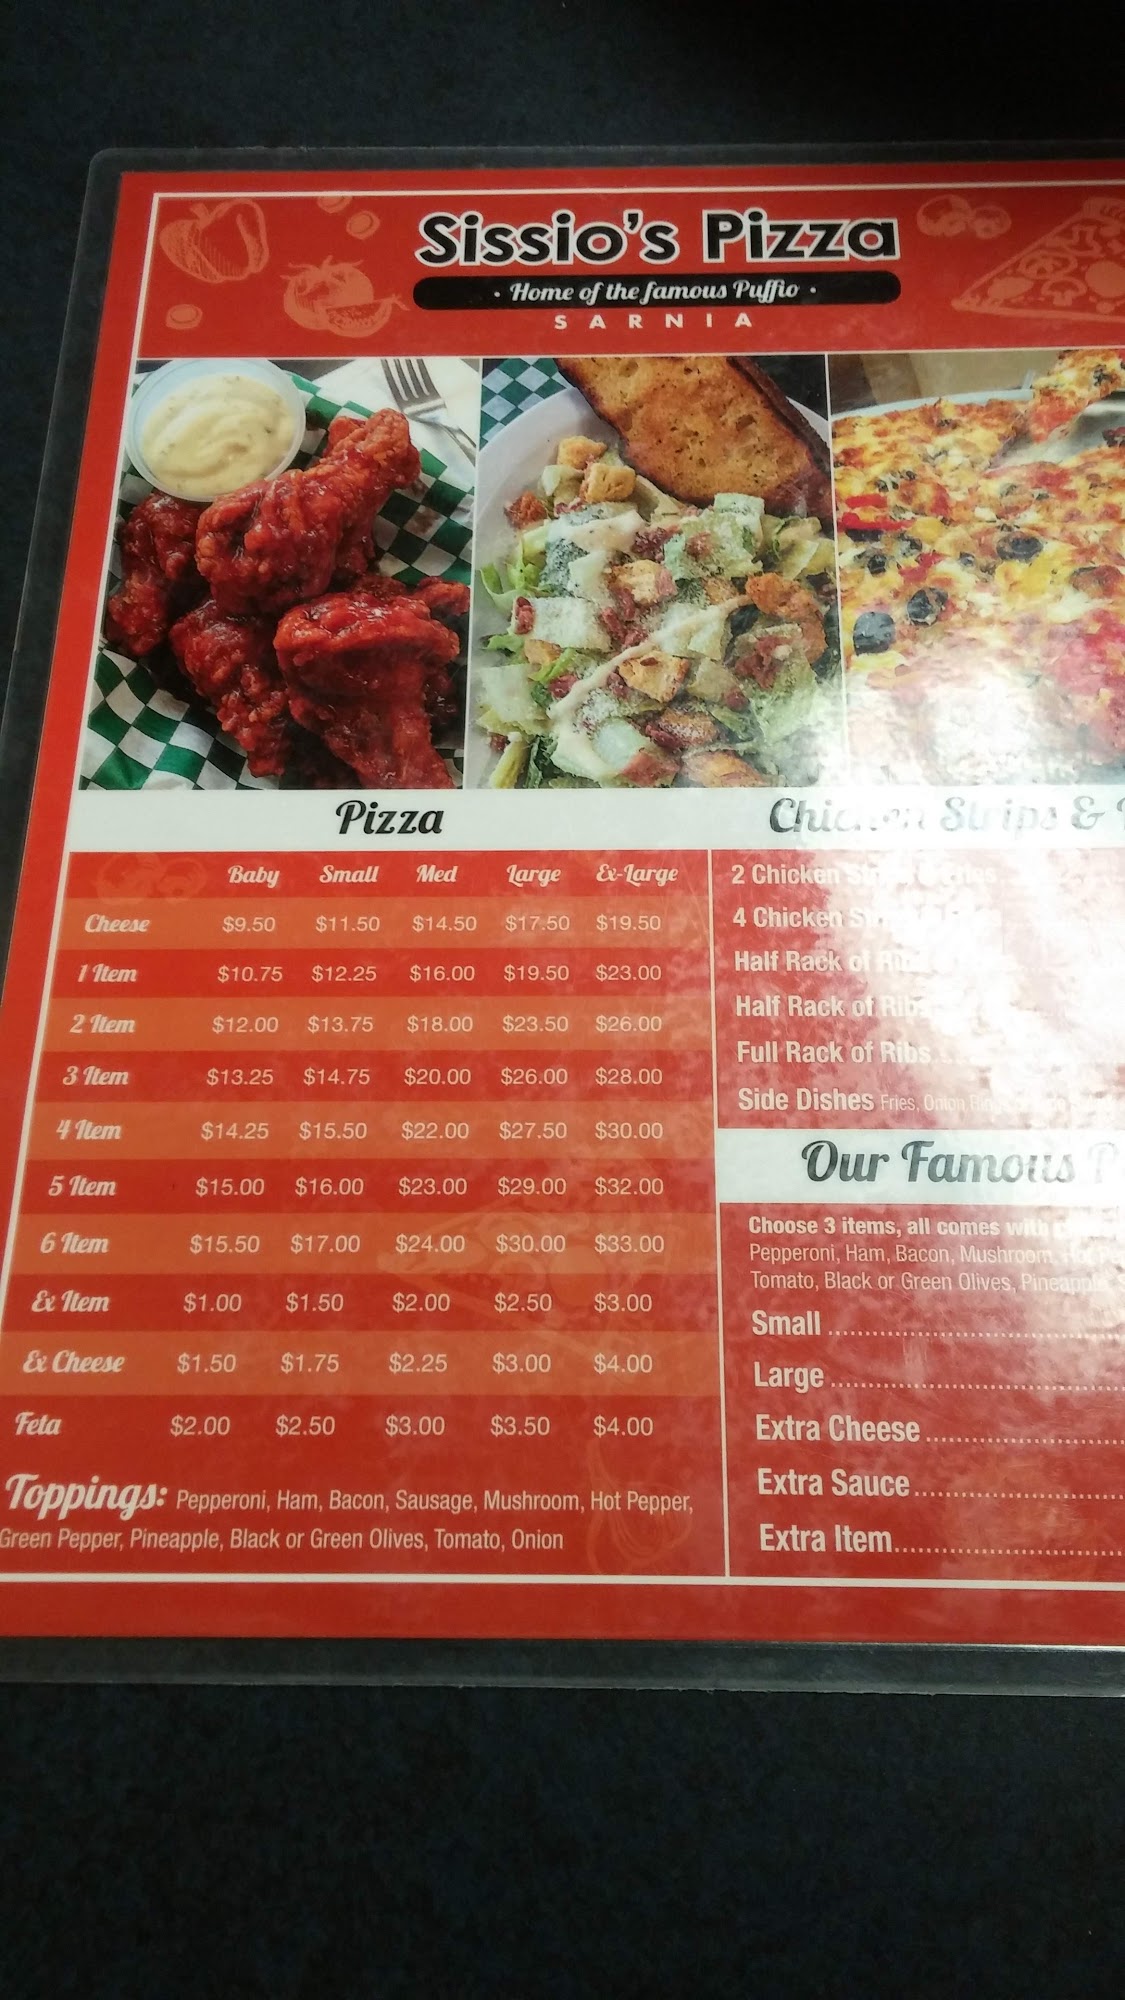 Sissio's Pizza
· Home of the famous Puffio ·
SARNIA
Pizza
Baby Small Med Large Ex-Large
Cheese $9.50 $11.50 $14.50 $17.50 $19.50
1 Item $10.75 $12.25 $16.00 $19.50 $23.00
2 Item $12.00 $13.75 $18.00 $23.50 $26.00
3 Item $13.25 $14.75 $20.00 $26.00 $28.00
4 Item $14.25 $15.50 $22.00 $27.50 $30.00
5 Item $15.00 $16.00 $23.00 $29.00 $32.00
6 Item $15.50 $17.00 $24.00 $30.00 $33.00
Ex Item $1.00 $1.50 $2.00 $2.50 $3.00
Ex Cheese $1.50 $1.75 $2.25 $3.00 $4.00
Feta $2.00 $2.50 $3.00 $3.50 $4.00
Toppings: Pepperoni, Ham, Bacon, Sausage, Mushroom, Hot Pepper,
Green Pepper, Pineapple, Black or Green Olives, Tomato, Onion
Chicken Strips &
2 Chicken Strips & Fries
4 Chicken
Half Rack of Ribs
Half Rack of Ribs
Full Rack of Ribs
Side Dishes Fries, Onion Rings,
Our Famous
Choose 3 items, all comes with
Pepperoni, Ham, Bacon, Mushroom, Hot
Tomato, Black or Green Olives, Pineapple,
Small
Large
Extra Cheese
Extra Sauce
Extra Item